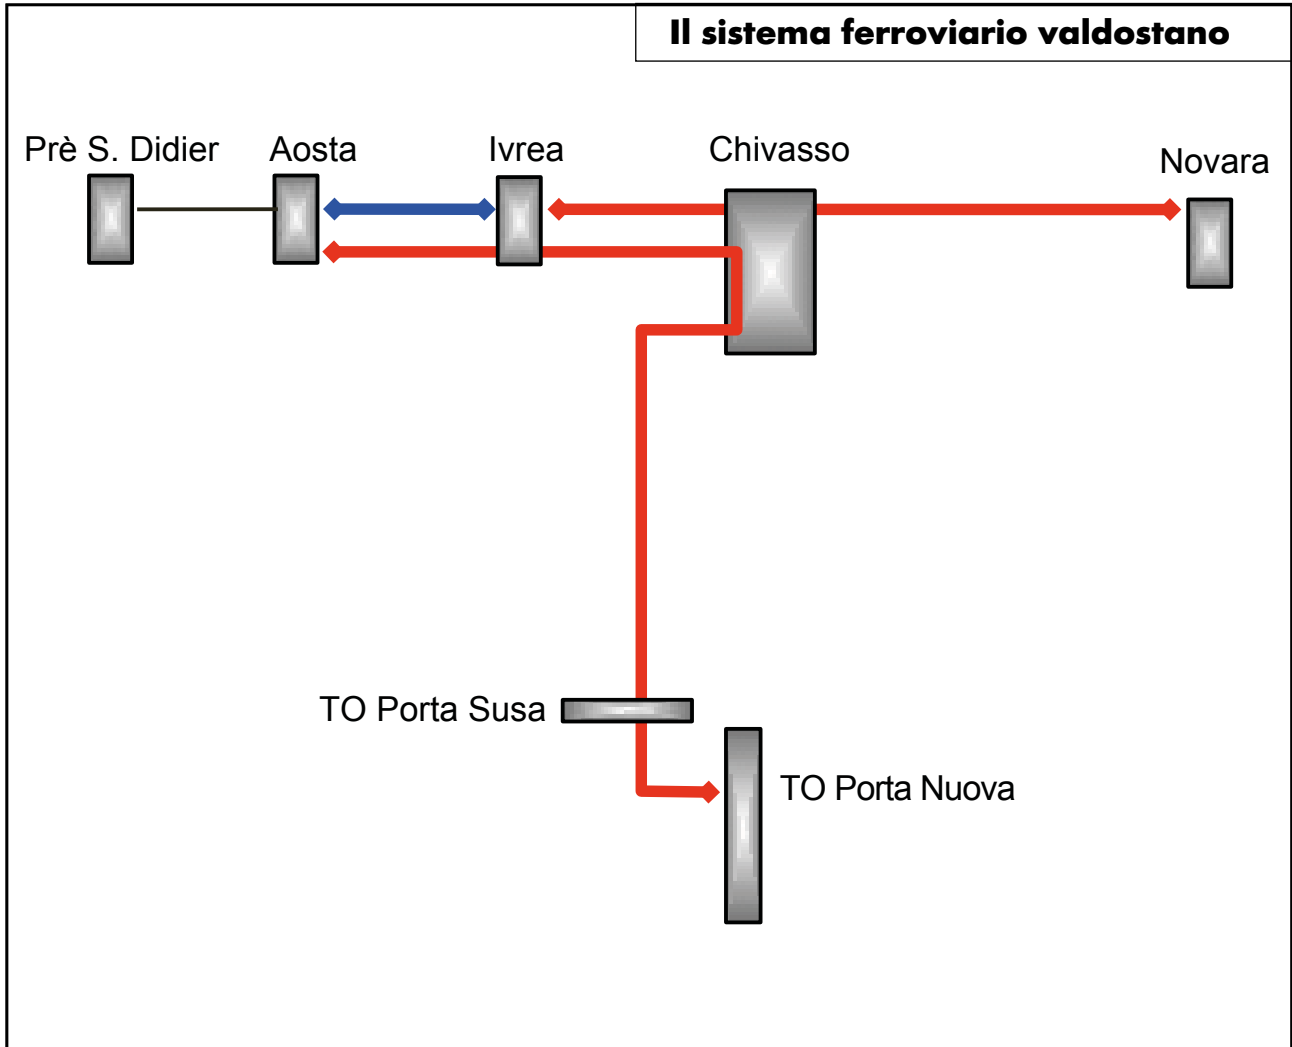 Il sistema ferroviario valdostano
Prè S. Didier
Aosta
Ivrea
Chivasso
Novara
TO Porta Susa
TO Porta Nuova